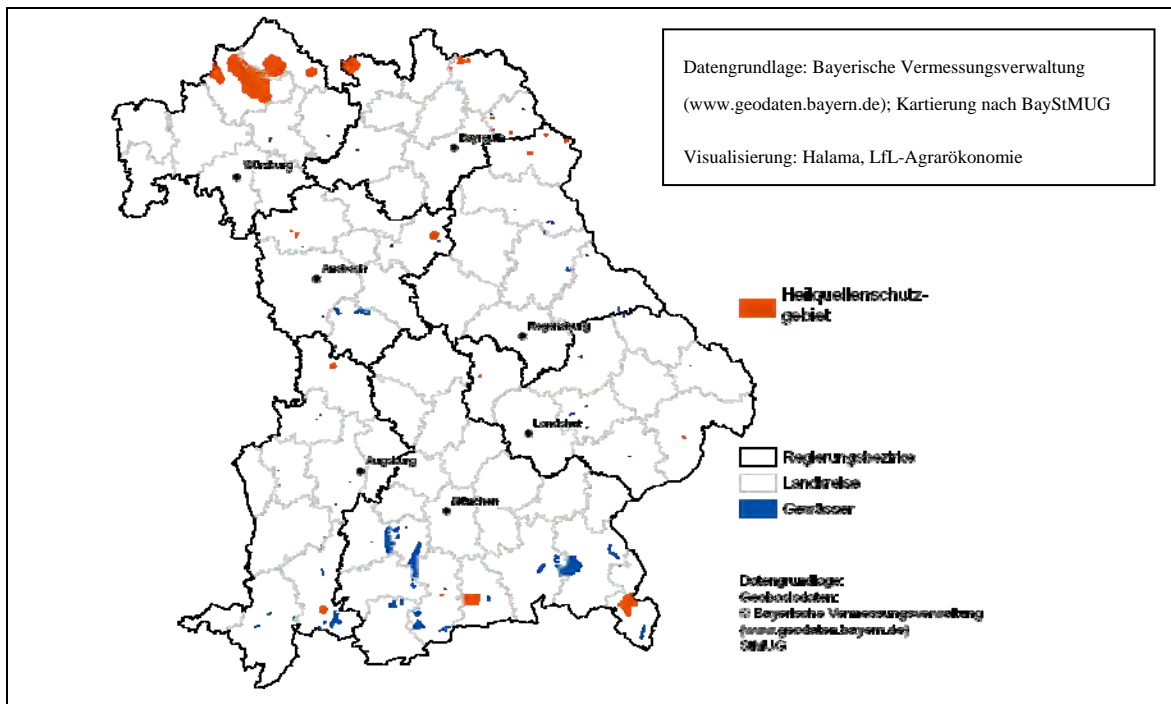 Datengrundlage: Bayerische Vermessungsverwaltung
(www.geodaten.bayern.de); Kartierung nach BayStMUG
Visualisierung: Halama, LfL-Agrarökonomie
Bayreuth
Würzburg
Ansbach
Regensburg
Landshut
Augsburg
München
Heilquellenschutz-
gebiet
Regierungsbezirke
Landkreise
Gewässer
Datengrundlage:
Geobasisdaten:
© Bayerische Vermessungsverwaltung
(www.geodaten.bayern.de)
StMUG